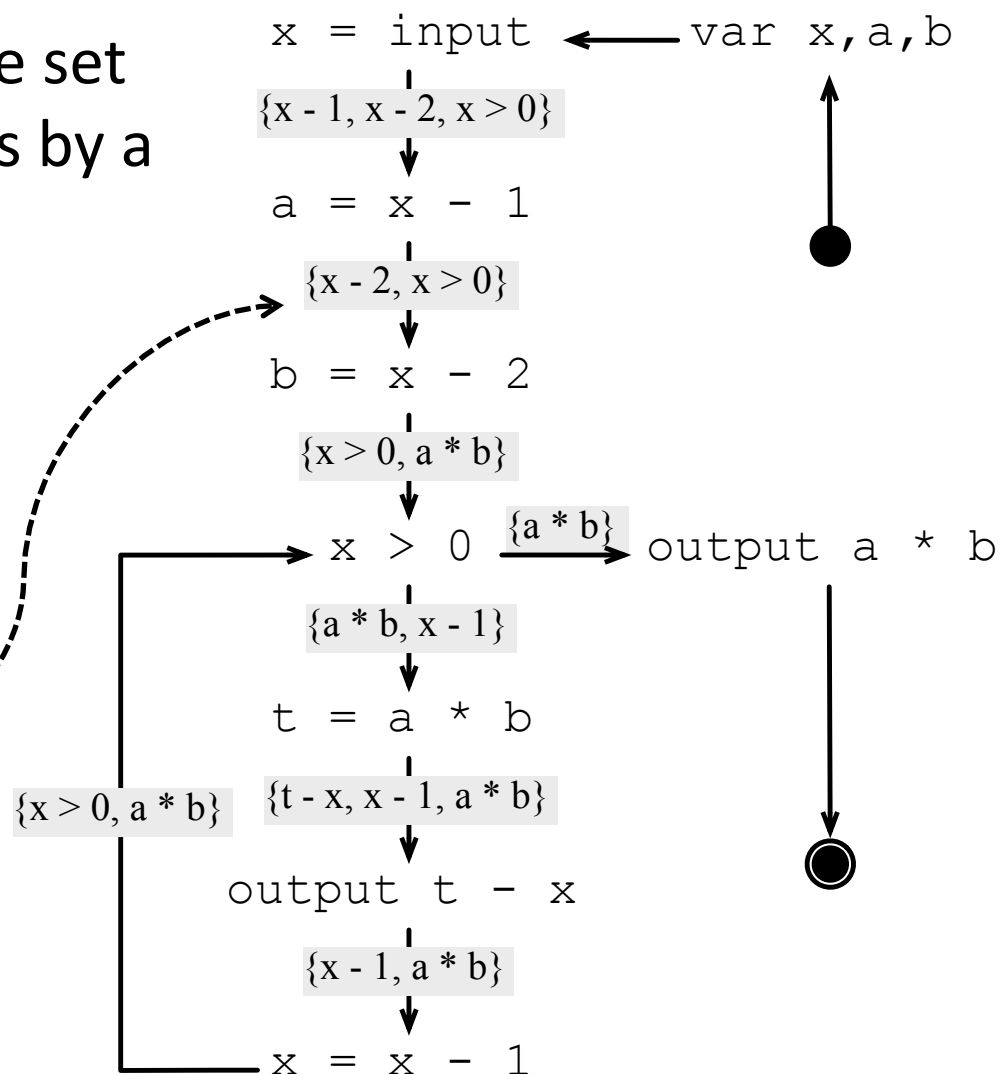 e set
s by a
x = input
var x,a,b
{x - 1, x - 2, x > 0}
a = x - 1
{x - 2, x > 0}
b = x - 2
{x > 0, a * b}
x > 0
{a * b}
output a * b
{a * b, x - 1}
t = a * b
{x > 0, a * b}
{t - x, x - 1, a * b}
output t - x
{x - 1, a * b}
x = x - 1